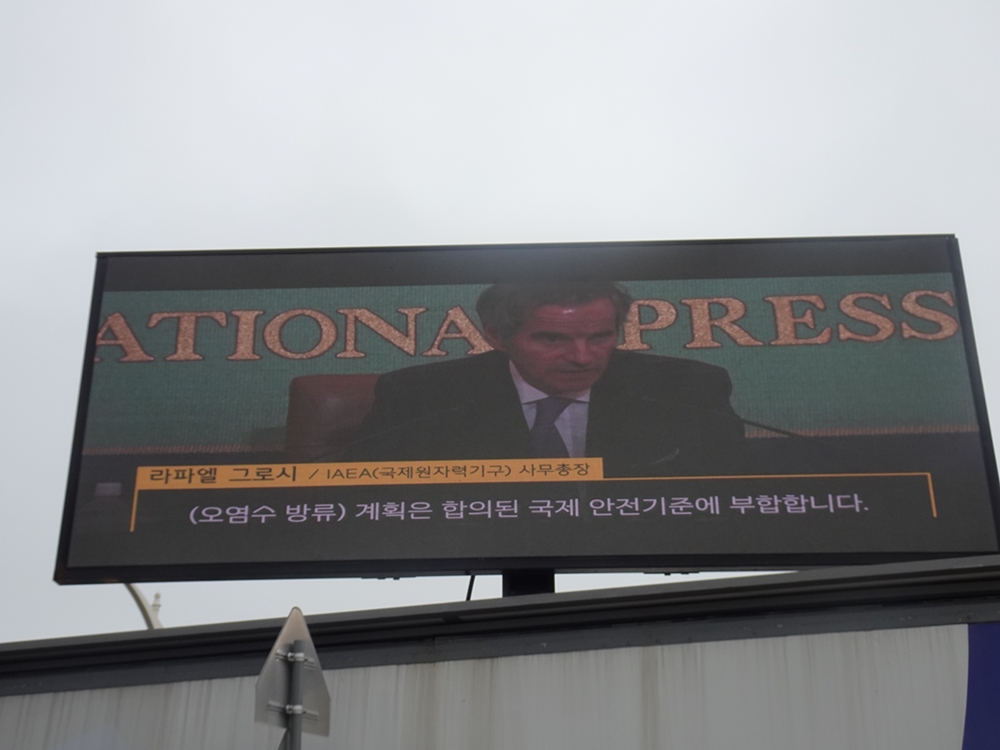 ATIONA PRESS
라파엘 그로시 / IAEA(국제원자력기구) 사무총장
(오염수 방류) 계획은 합의된 국제 안전기준에 부합합니다.